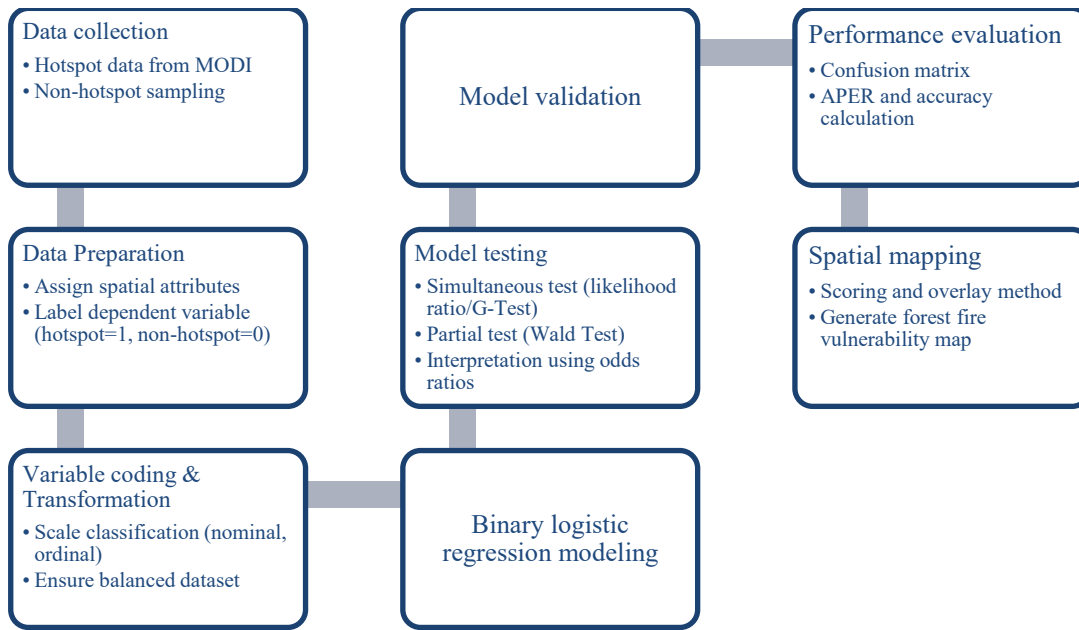 Data collection
• Hotspot data from MODI
• Non-hotspot sampling
Data Preparation
• Assign spatial attributes
• Label dependent variable
(hotspot=1, non-hotspot=0)
Variable coding &
Transformation
• Scale classification (nominal,
ordinal)
• Ensure balanced dataset
Binary logistic
regression modeling
Model testing
• Simultaneous test (likelihood
ratio/G-Test)
• Partial test (Wald Test)
• Interpretation using odds
ratios
Model validation
Performance evaluation
• Confusion matrix
• APER and accuracy
calculation
Spatial mapping
• Scoring and overlay method
• Generate forest fire
vulnerability map